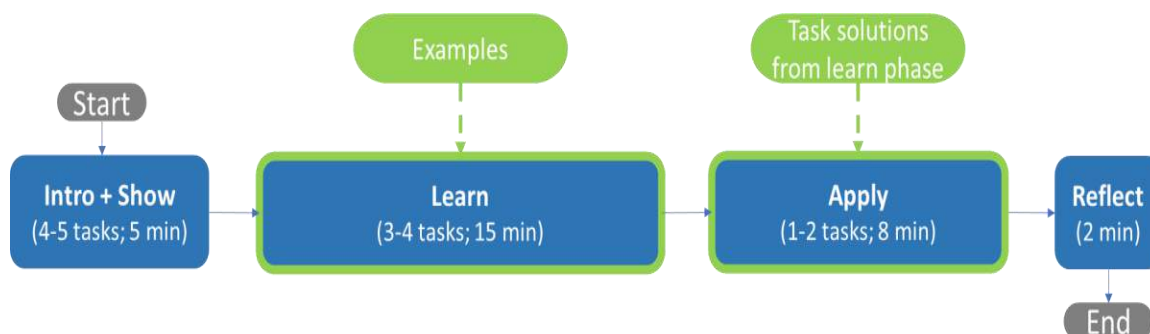 Examples
Task solutions
from learn phase
Start
Intro + Show
(4-5 tasks; 5 min)
Learn
(3-4 tasks; 15 min)
Apply
(1-2 tasks; 8 min)
Reflect
(2 min)
End